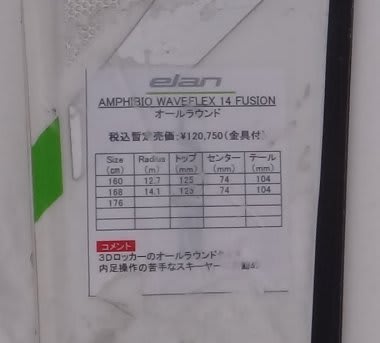 elan
AMPHIBIO WAVEFLEX 14 FUSION
オールラウンド
税込暫 売価:¥120,750(金具付)
Size (cm) Radius (m) トップ (mm) センター (mm) テール (mm)
160 12.7 125 74 104
168 14.1 125 74 104
176
コメント
3Dロッカーのオールラウンド
内足操作の苦手なスキーヤー